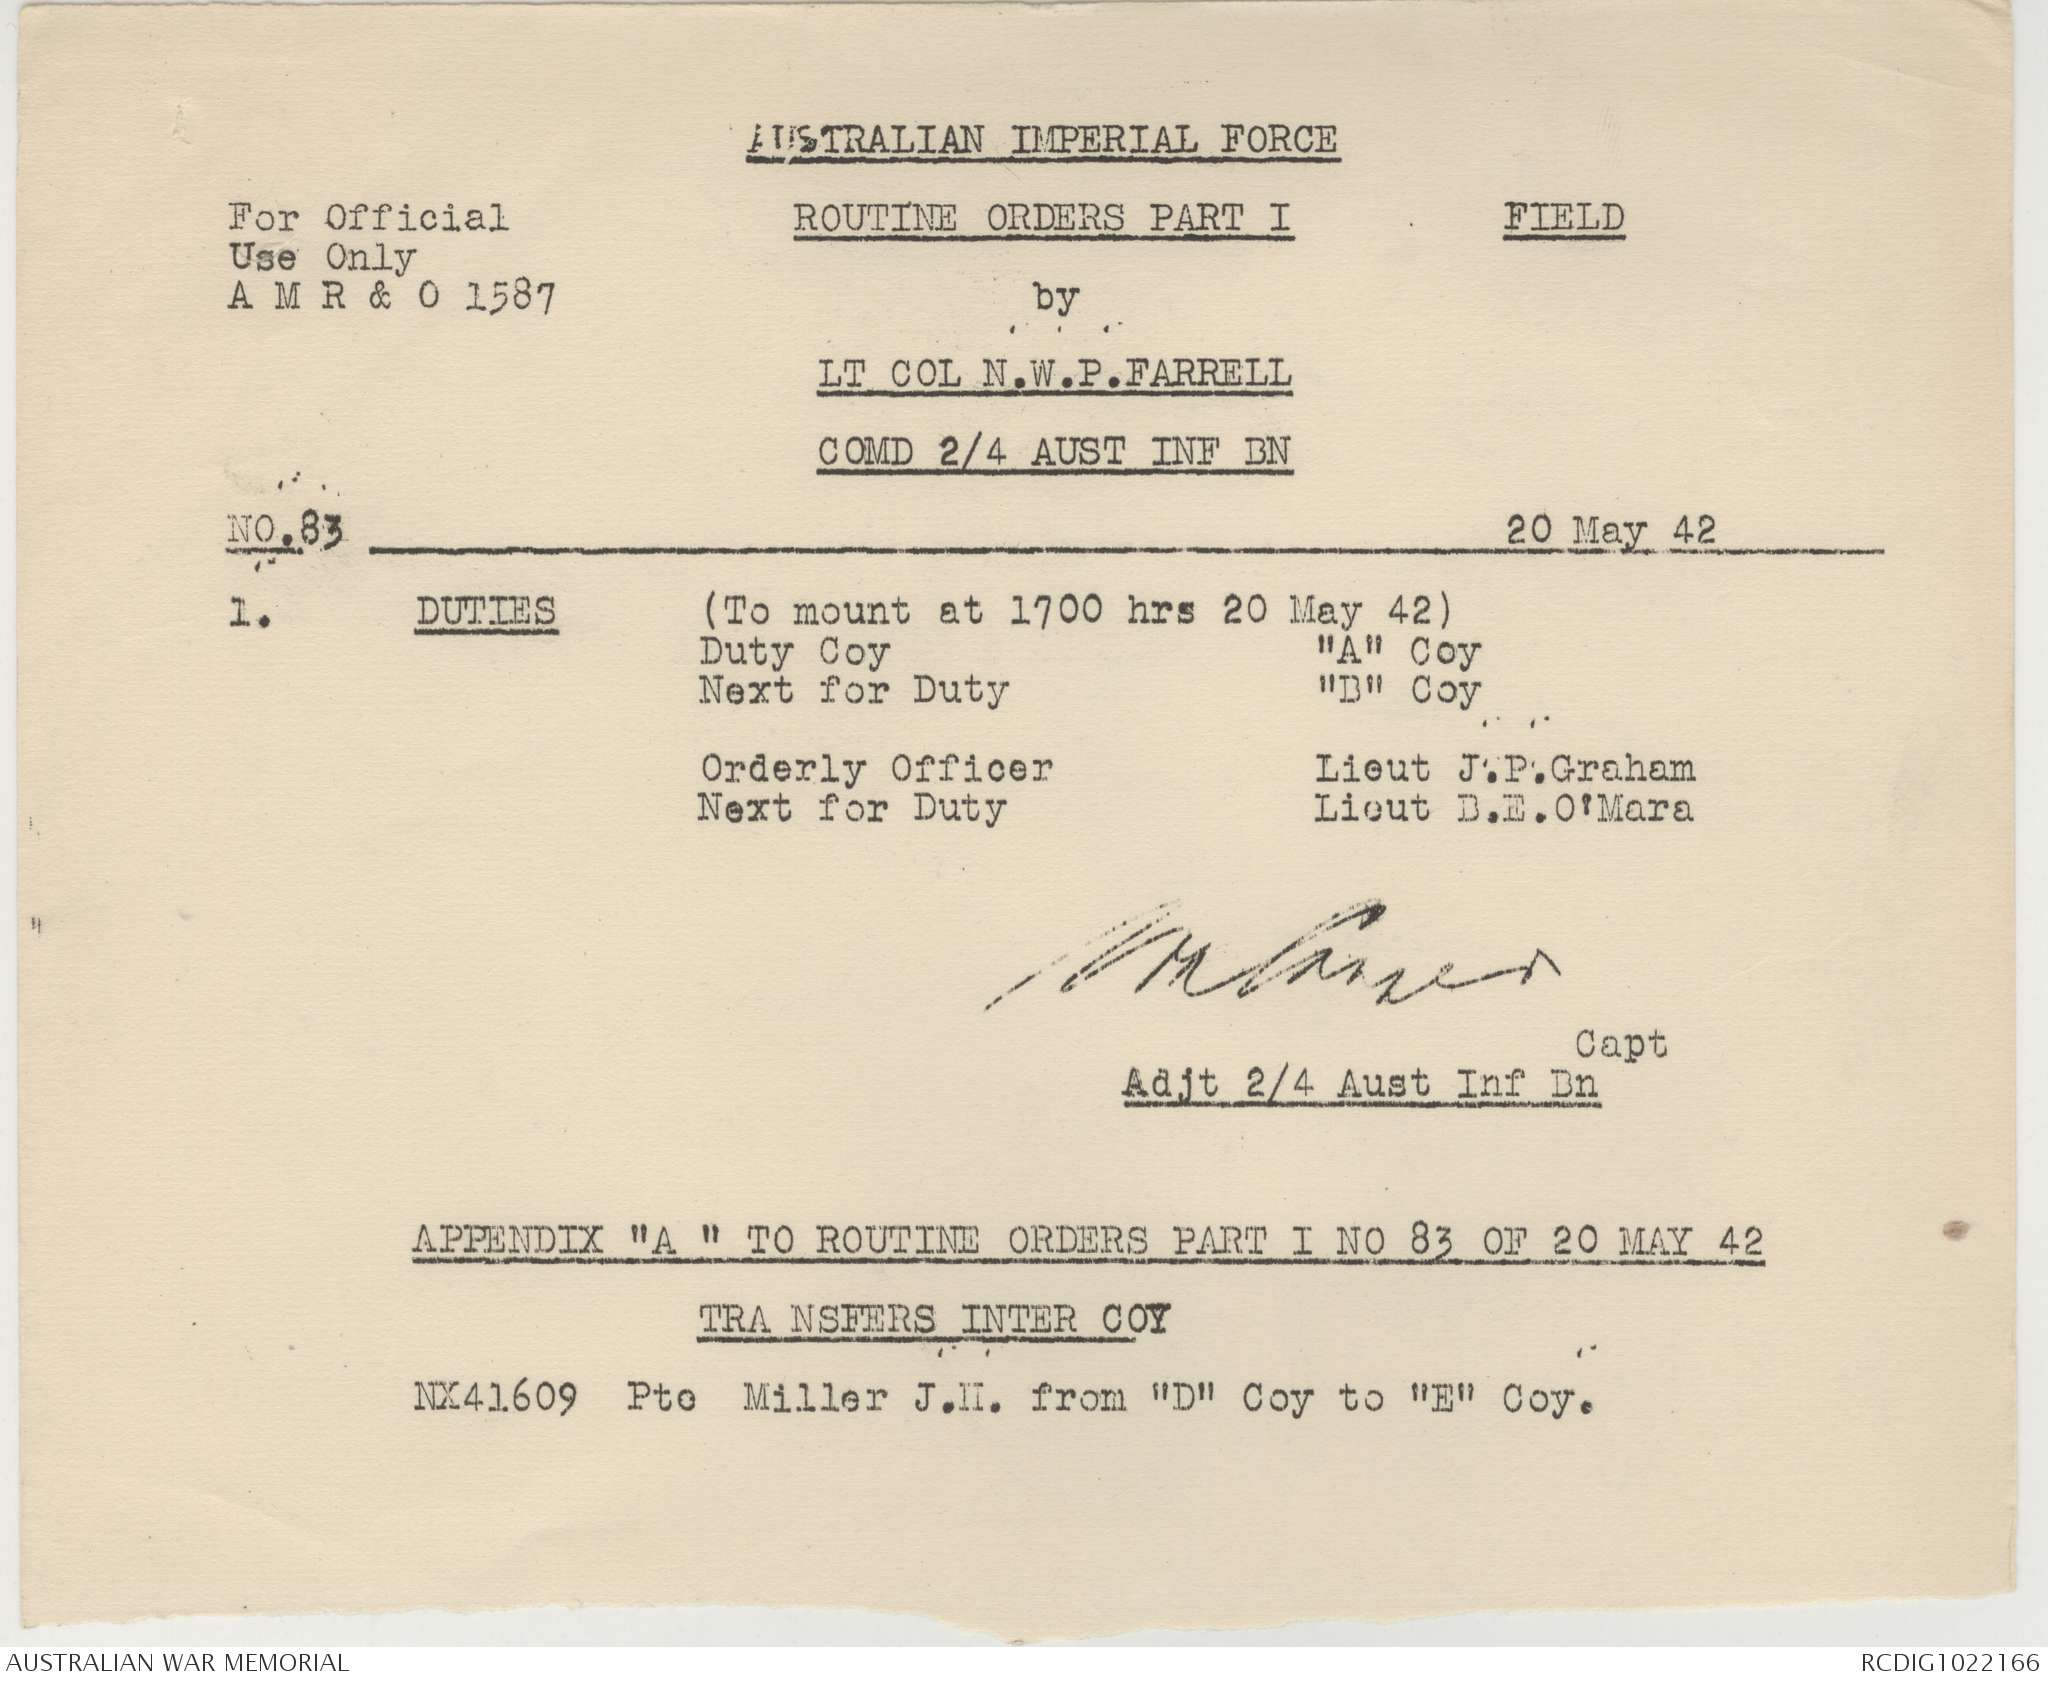 AUSTRALIAN IMPERIAL FORCE
For Official ROUTINE ORDERS PART I FIELD
Use Only
A M R & O 1587 by
LT COL N.W.P.FARRELL
COMD 2/4 AUST INF BN
NO.83 20 May 42
1. DUTIES (To mount at 1700 hrs 20 May 42)
Duty Coy "A" Coy
Next for Duty "B" Coy
Orderly Officer Lieut J.P.Graham
Next for Duty Lieut B.E.O'Mara
Capt
Adjt 2/4 Aust Inf Bn
APPENDIX "A " TO ROUTINE ORDERS PART I NO 83 OF 20 MAY 42
TRA NSFERS INTER COY
NX41609 Pte Miller J.H. from "D" Coy to "E" Coy.
AUSTRALIAN WAR MEMORIAL RCDIG1022166